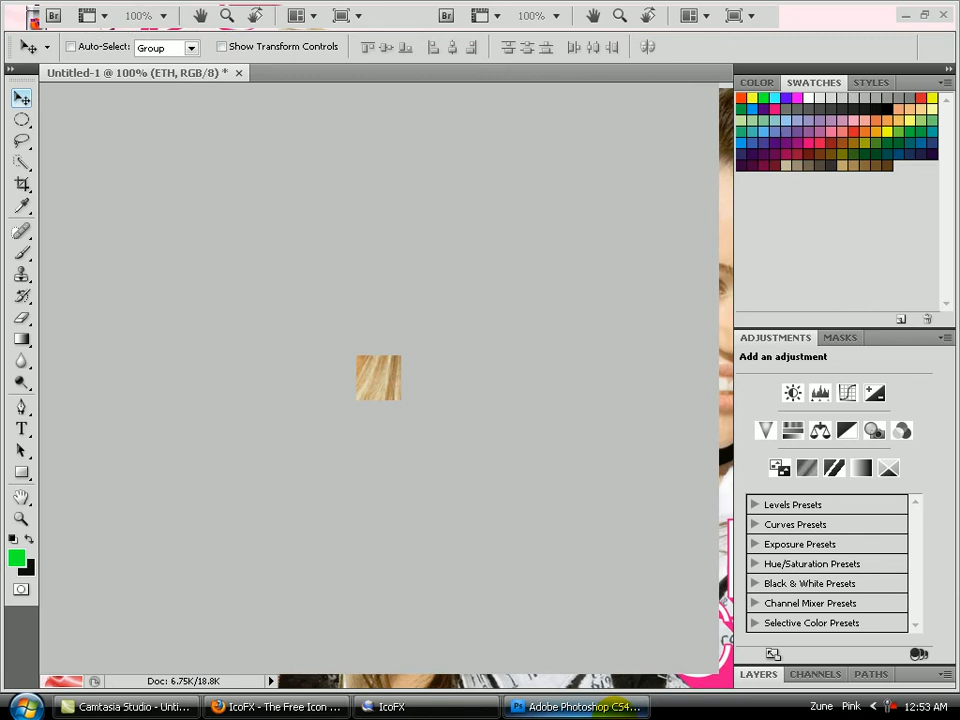 Br 100% Br 100%
Auto-Select: Group Show Transform Controls
Untitled-1 @ 100% (ETH, RGB/8) * ×
COLOR SWATCHES STYLES
ADJUSTMENTS MASKS
Add an adjustment
Levels Presets
Curves Presets
Exposure Presets
Hue/Saturation Presets
Black & White Presets
Channel Mixer Presets
Selective Color Presets
LAYERS CHANNELS PATHS
Doc: 6.75K/18.8K
Camtasia Studio - Unti... IcoFX - The Free Icon ... IcoFX Ps Adobe Photoshop CS4... Zune Pink 12:53 AM